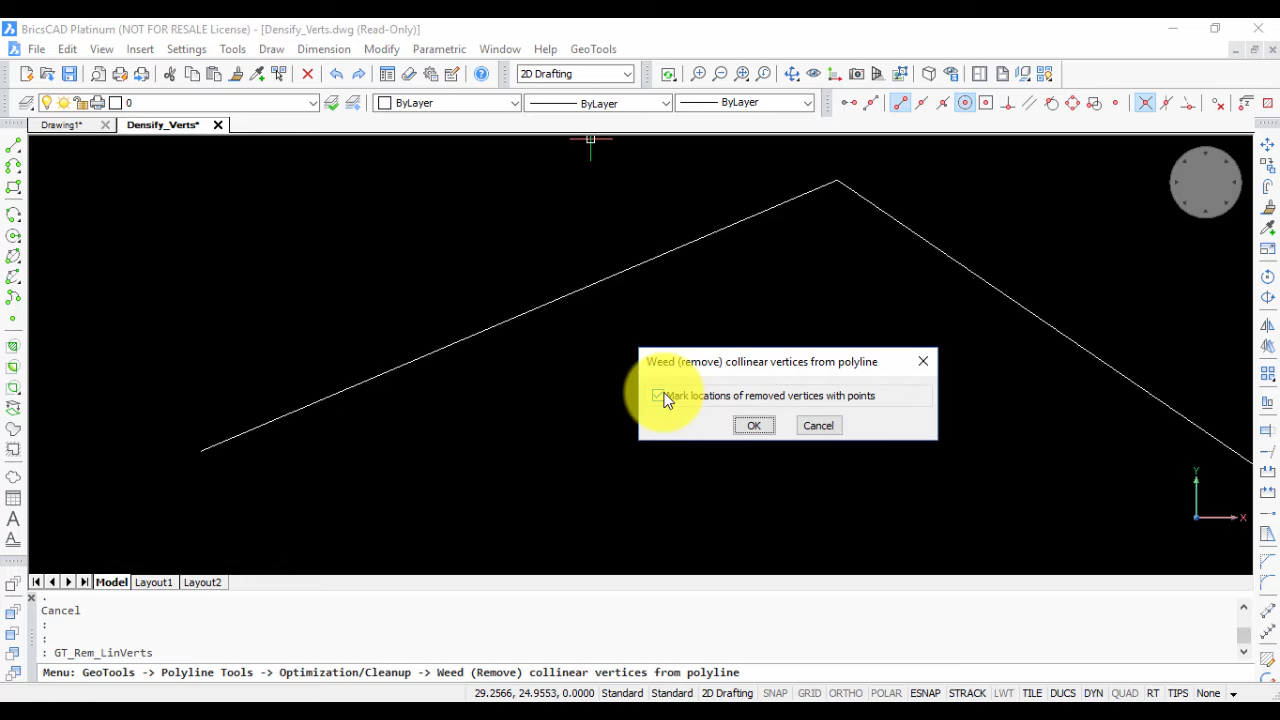 BricsCAD Platinum (NOT FOR RESALE License) - [Densify_Verts.dwg (Read-Only)]
File Edit View Insert Settings Tools Draw Dimension Modify Parametric Window Help GeoTools
2D Drafting
0 ByLayer ByLayer ByLayer
Drawing1* Densify_Verts*
Weed (remove) collinear vertices from polyline
Mark locations of removed vertices with points
OK Cancel
Y
X
Model Layout1 Layout2
.
Cancel
:
:
: GT_Rem_LinVerts
Menu: GeoTools -> Polyline Tools -> Optimization/Cleanup -> Weed (Remove) collinear vertices from polyline
29.2566, 24.9553, 0.0000 Standard Standard 2D Drafting SNAP GRID ORTHO POLAR ESNAP STRACK LWT TILE DUCS DYN QUAD RT TIPS None